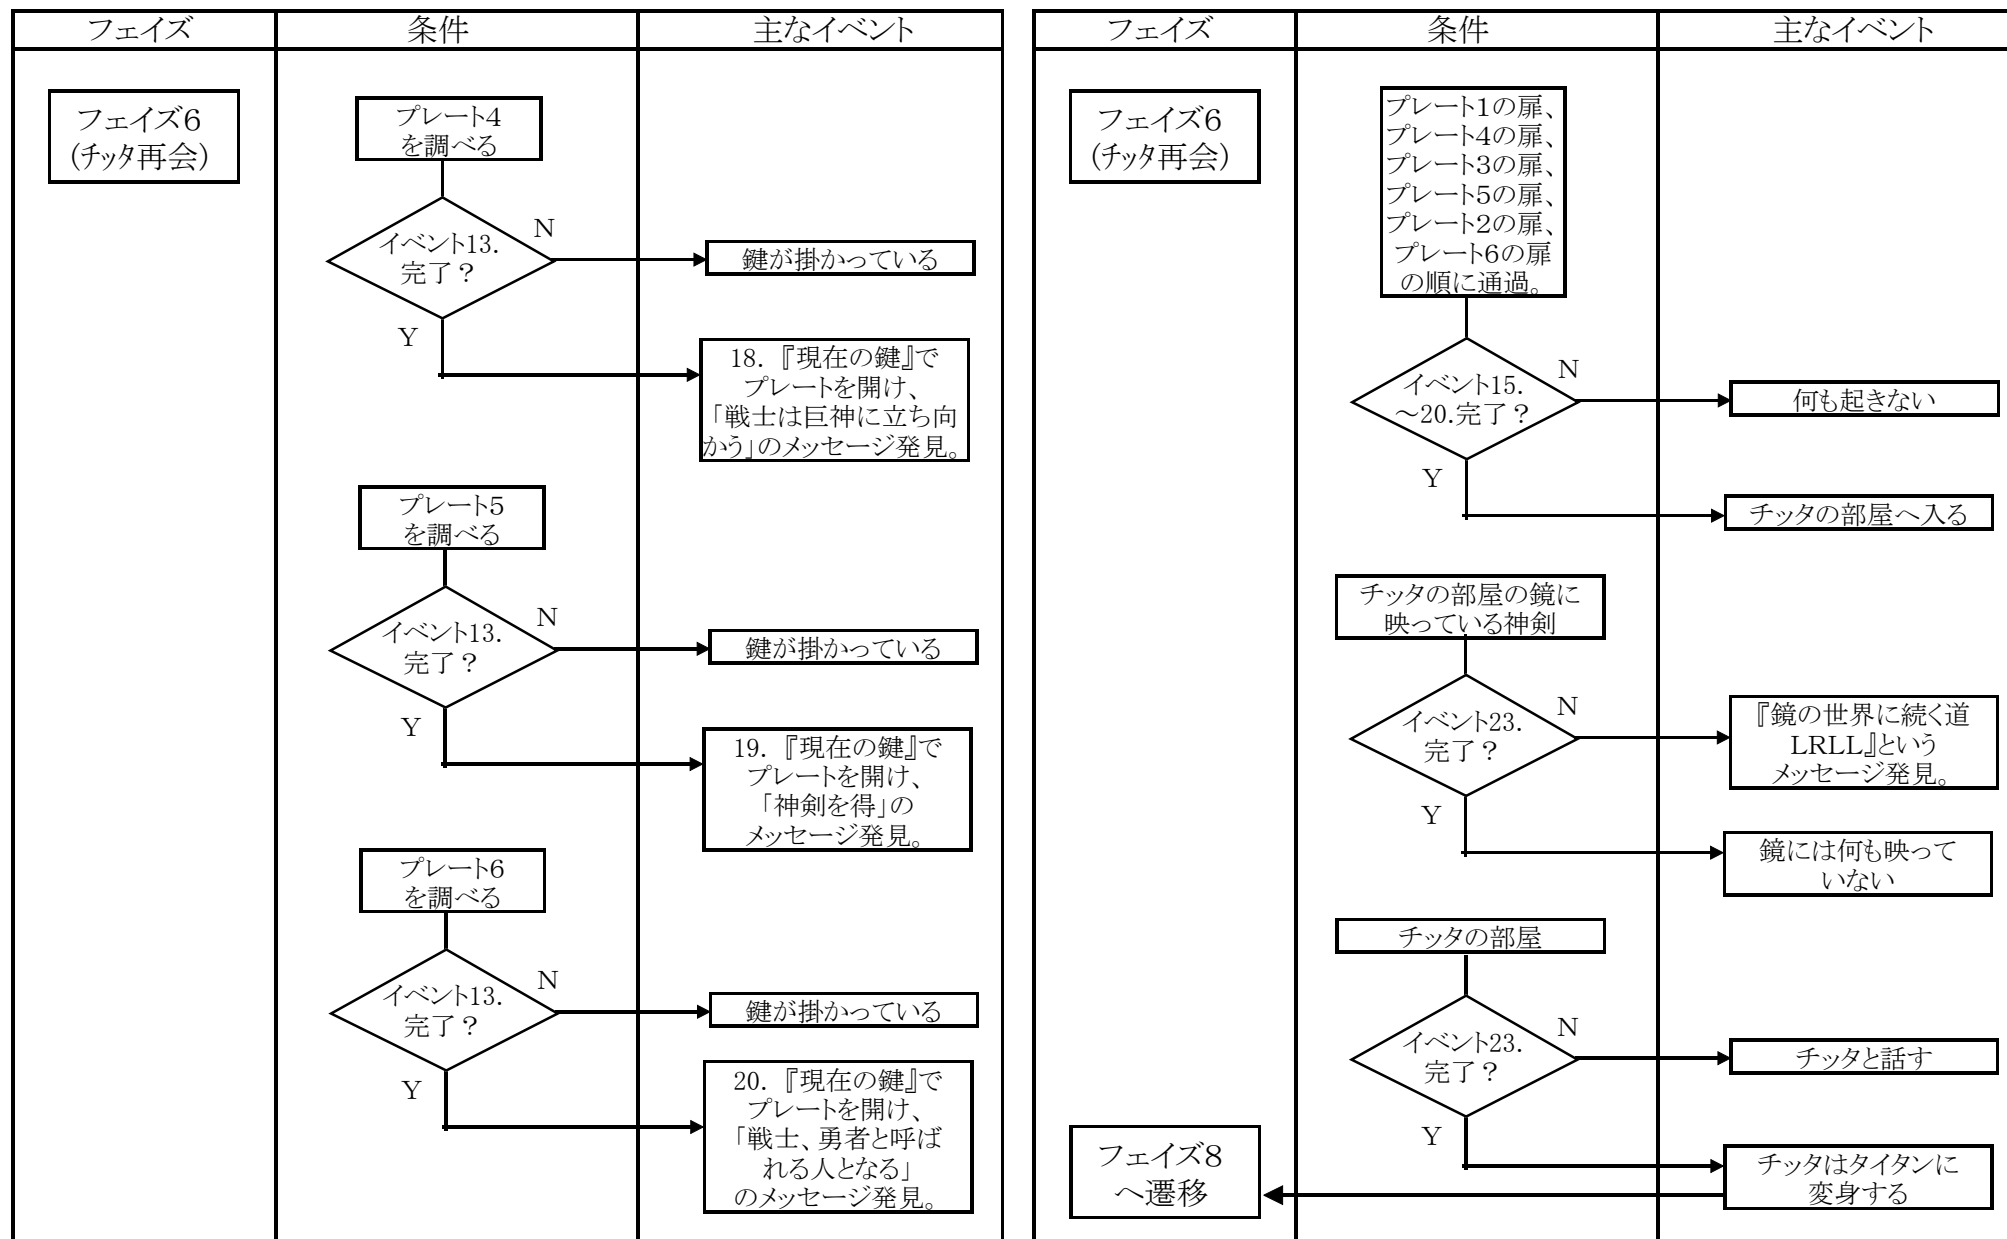 フェイズ
条件
主なイベント
フェイズ6
(チッタ再会)
プレート4
を調べる
イベント13.
完了？
N
鍵が掛かっている
Y
18．『現在の鍵』で
プレートを開け、
「戦士は巨神に立ち向
かう」のメッセージ発見。
プレート5
を調べる
イベント13.
完了？
N
鍵が掛かっている
Y
19．『現在の鍵』で
プレートを開け、
「神剣を得」の
メッセージ発見。
プレート6
を調べる
イベント13.
完了？
N
鍵が掛かっている
Y
20．『現在の鍵』で
プレートを開け、
「戦士、勇者と呼ば
れる人となる」
のメッセージ発見。
フェイズ
条件
主なイベント
フェイズ6
(チッタ再会)
プレート1の扉、
プレート4の扉、
プレート3の扉、
プレート5の扉、
プレート2の扉、
プレート6の扉
の順に通過。
イベント15.
～20.完了？
N
何も起きない
Y
チッタの部屋へ入る
チッタの部屋の鏡に
映っている神剣
イベント23.
完了？
N
『鏡の世界に続く道
LRLL』という
メッセージ発見。
Y
鏡には何も映って
いない
チッタの部屋
イベント23.
完了？
N
チッタと話す
Y
チッタはタイタンに
変身する
フェイズ8
へ遷移